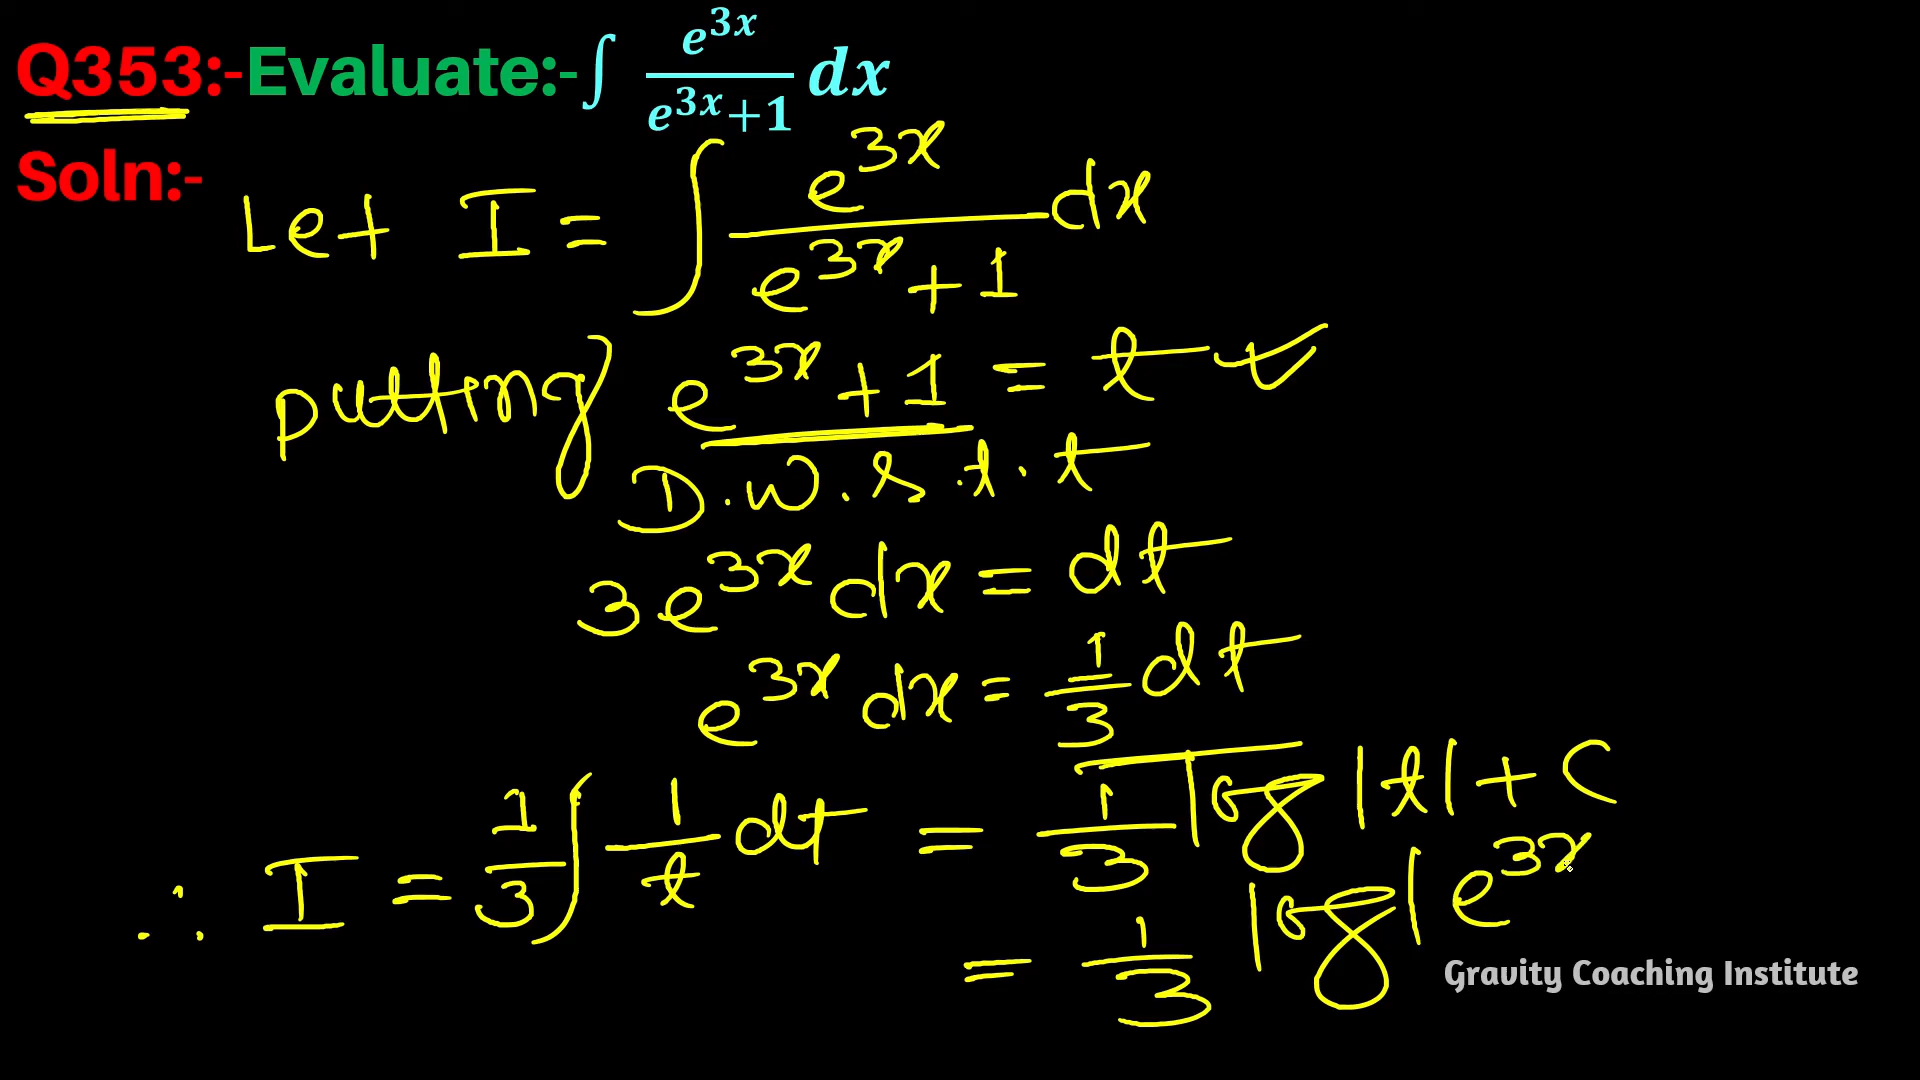 Q353:-Evaluate:-∫ e^{3x}/(e^{3x}+1) dx
Soln:-
Let I = ∫ e^{3x}/(e^{3x}+1) dx
putting e^{3x}+1 = t
D.w.r.t.t
3e^{3x}dx = dt
e^{3x}dx = 1/3 dt
∴ I = 1/3 ∫ 1/t dt = 1/3 log|t|+C
= 1/3 log|e^{3x}
Gravity Coaching Institute